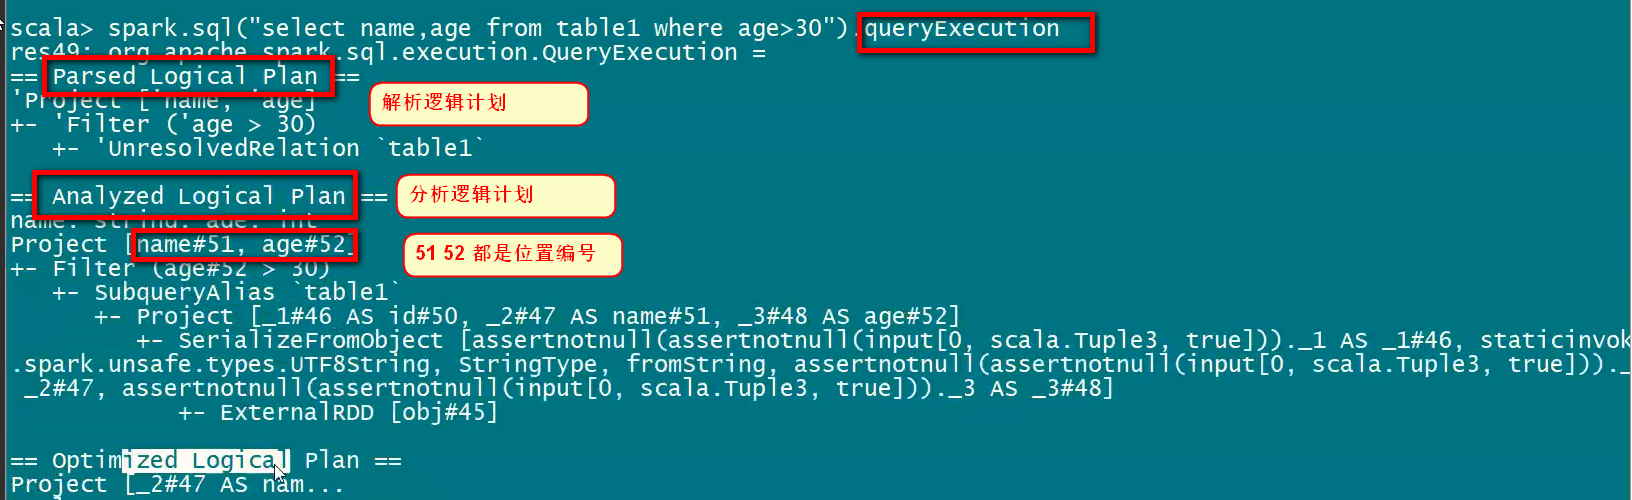 scala> spark.sql("select name,age from table1 where age>30").queryExecution
res49: org.apache.spark.sql.execution.QueryExecution =
== Parsed Logical Plan ==
'Project ['name, 'age]
解析逻辑计划
+- 'Filter ('age > 30)
+- 'UnresolvedRelation `table1`
== Analyzed Logical Plan ==
分析逻辑计划
name: string, age: int
Project [name#51, age#52]
51 52 都是位置编号
+- Filter (age#52 > 30)
+- SubqueryAlias `table1`
+- Project [_1#46 AS id#50, _2#47 AS name#51, _3#48 AS age#52]
+- SerializeFromObject [assertnotnull(assertnotnull(input[0, scala.Tuple3, true]))._1 AS _1#46, staticinvok
.spark.unsafe.types.UTF8String, StringType, fromString, assertnotnull(assertnotnull(input[0, scala.Tuple3, true]))._
_2#47, assertnotnull(assertnotnull(input[0, scala.Tuple3, true]))._3 AS _3#48]
+- ExternalRDD [obj#45]
== Optimized Logical Plan ==
Project [_2#47 AS nam...